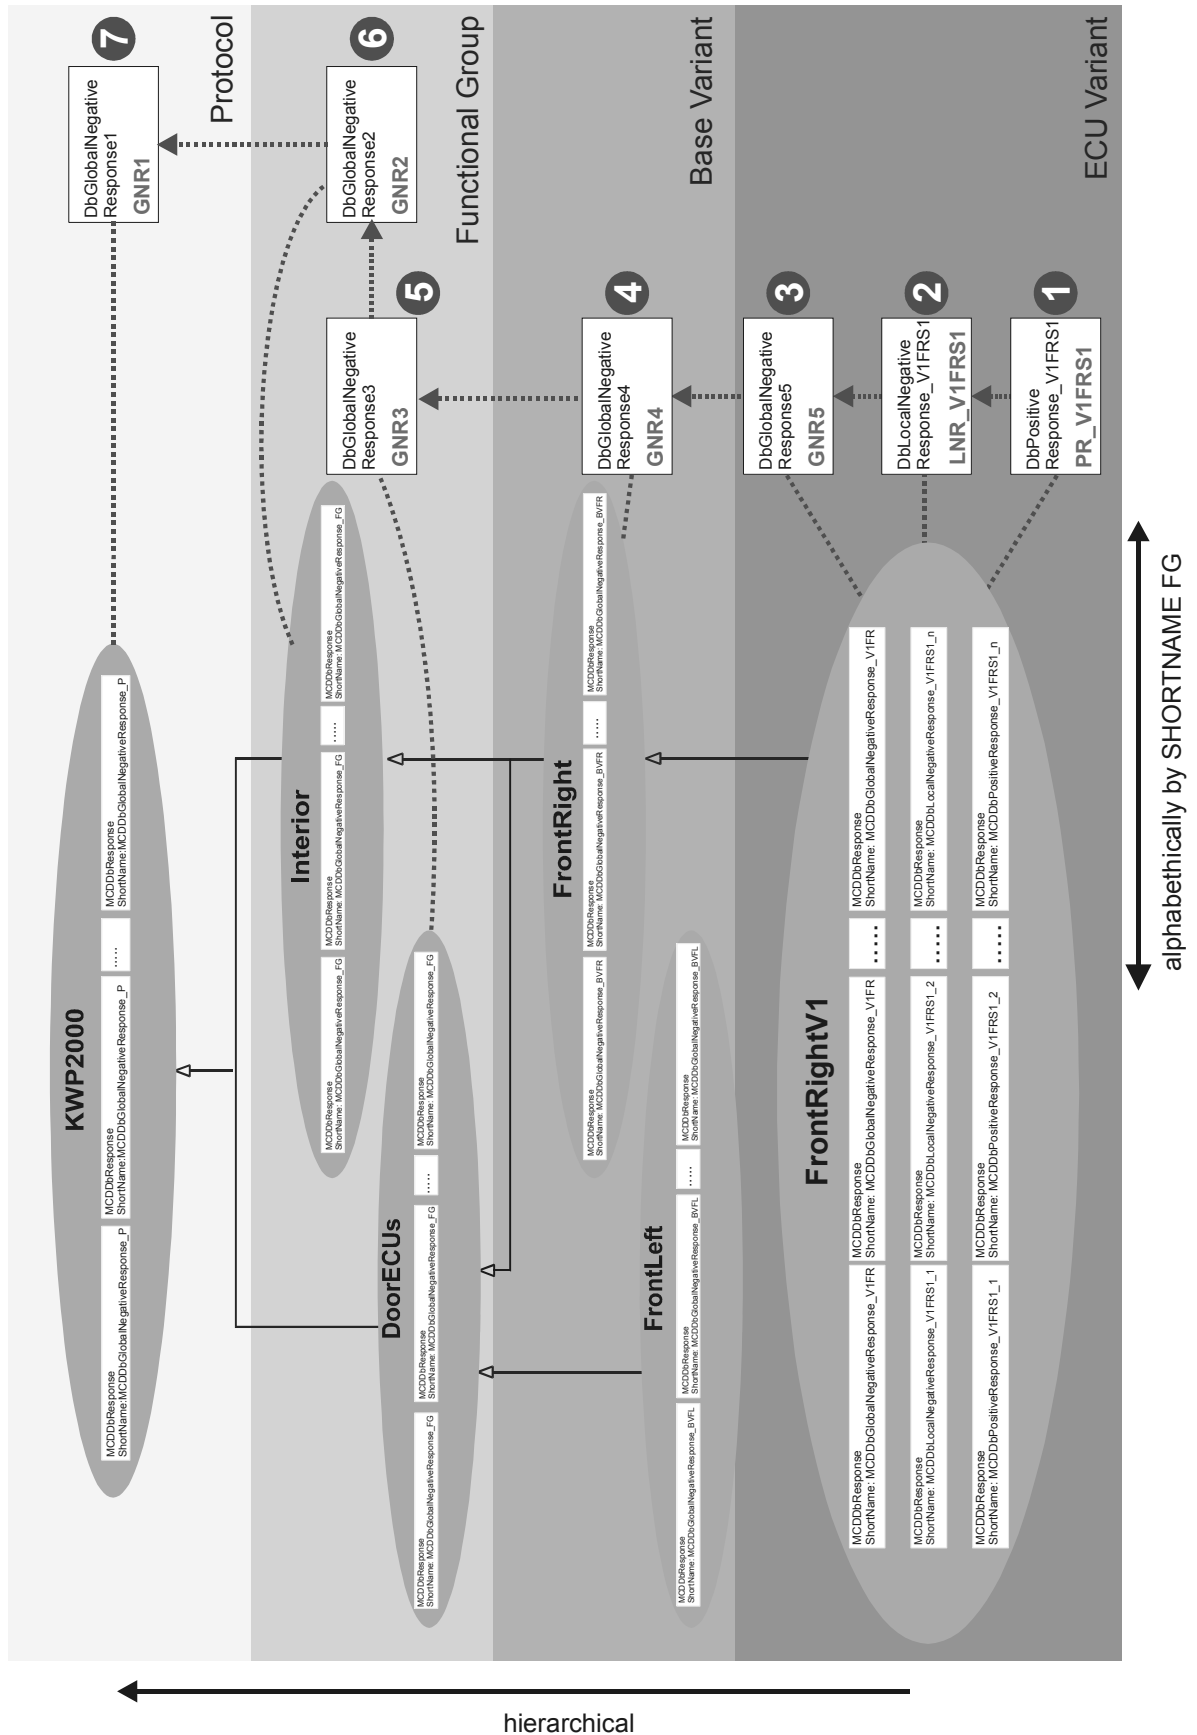 KWP2000
MCDDbResponse
ShortName:MCDDbGlobalNegativeResponse_P
MCDDbResponse
ShortName:MCDDbGlobalNegativeResponse_P
.....
MCDDbResponse
ShortName:MCDDbGlobalNegativeResponse_P
DbGlobalNegative
Response1
GNR1
7
Protocol
Interior
MCDDbResponse
ShortName: MCDDbGlobalNegativeResponse_FG
MCDDbResponse
ShortName: MCDDbGlobalNegativeResponse_FG
.....
MCDDbResponse
ShortName: MCDDbGlobalNegativeResponse_FG
DbGlobalNegative
Response2
GNR2
6
DoorECUs
MCDDbResponse
ShortName: MCDDbGlobalNegativeResponse_FG
MCDDbResponse
ShortName: MCDDbGlobalNegativeResponse_FG
.....
MCDDbResponse
ShortName: MCDDbGlobalNegativeResponse_FG
DbGlobalNegative
Response3
GNR3
5
Functional Group
FrontRight
MCDDbResponse
ShortName: MCDDbGlobalNegativeResponse_BVFR
MCDDbResponse
ShortName: MCDDbGlobalNegativeResponse_BVFR
.....
MCDDbResponse
ShortName: MCDDbGlobalNegativeResponse_BVFR
DbGlobalNegative
Response4
GNR4
4
FrontLeft
MCDDbResponse
ShortName: MCDDbGlobalNegativeResponse_BVFL
MCDDbResponse
ShortName: MCDDbGlobalNegativeResponse_BVFL
.....
MCDDbResponse
ShortName: MCDDbGlobalNegativeResponse_BVFL
Base Variant
FrontRightV1
MCDDbResponse
ShortName: MCDDbGlobalNegativeResponse_V1FR
MCDDbResponse
ShortName: MCDDbGlobalNegativeResponse_V1FR
.....
MCDDbResponse
ShortName: MCDDbGlobalNegativeResponse_V1FR
DbGlobalNegative
Response5
GNR5
3
MCDDbResponse
ShortName: MCDDbLocalNegativeResponse_V1FRS1_1
MCDDbResponse
ShortName: MCDDbLocalNegativeResponse_V1FRS1_2
.....
MCDDbResponse
ShortName: MCDDbLocalNegativeResponse_V1FRS1_n
DbLocalNegative
Response_V1FRS1
LNR_V1FRS1
2
MCDDbResponse
ShortName: MCDDbPositiveResponse_V1FRS1_1
MCDDbResponse
ShortName: MCDDbPositiveResponse_V1FRS1_2
.....
MCDDbResponse
ShortName: MCDDbPositiveResponse_V1FRS1_n
DbPositive
Response_V1FRS1
PR_V1FRS1
1
ECU Variant
alphabethically by SHORTNAME FG
hierarchical